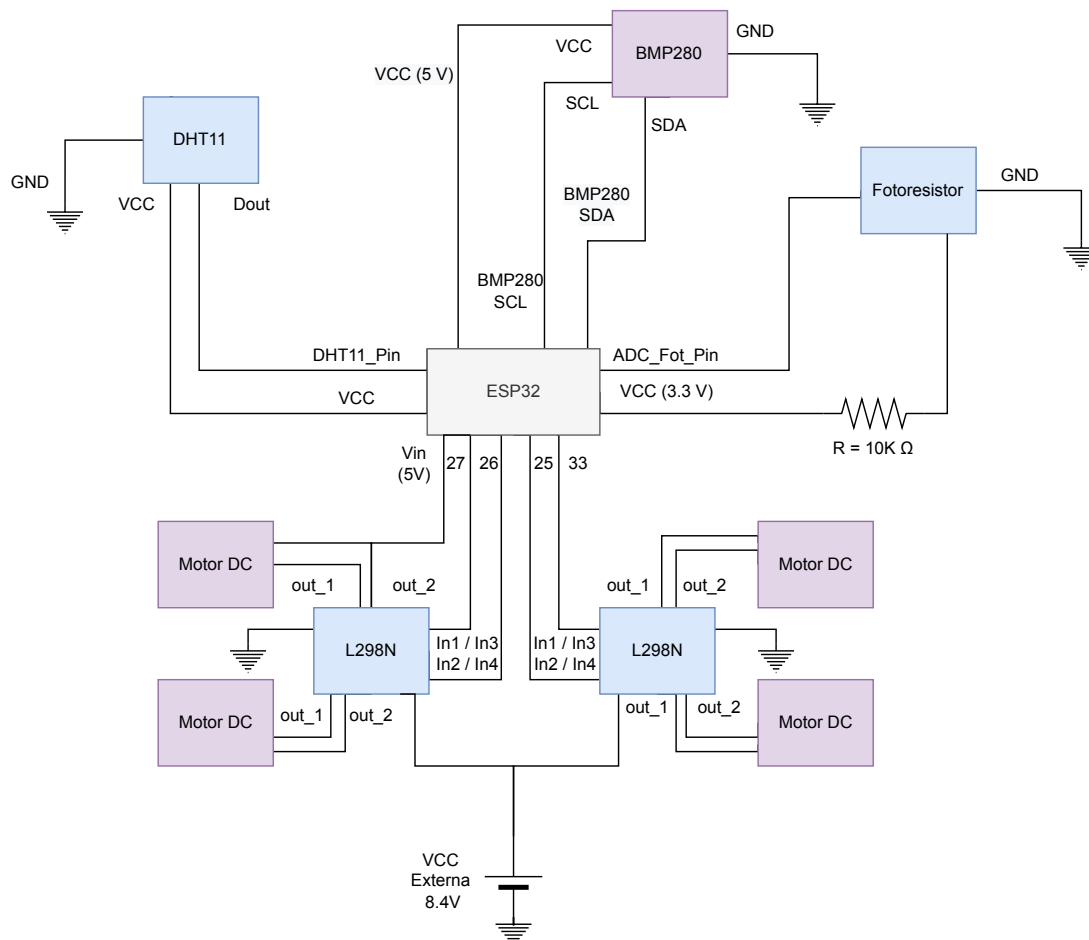 GND
VCC
BMP280
VCC (5 V)
SCL
SDA
DHT11
GND
VCC
Dout
BMP280
SDA
Fotoresistor
GND
BMP280
SCL
DHT11_Pin
ADC_Fot_Pin
ESP32
VCC
VCC (3.3 V)
R = 10K Ω
Vin
(5V)
27
26
25
33
Motor DC
out_1
out_2
out_1
out_2
Motor DC
L298N
In1 / In3
In2 / In4
In1 / In3
In2 / In4
L298N
Motor DC
out_1
out_2
out_1
out_2
Motor DC
VCC
Externa
8.4V